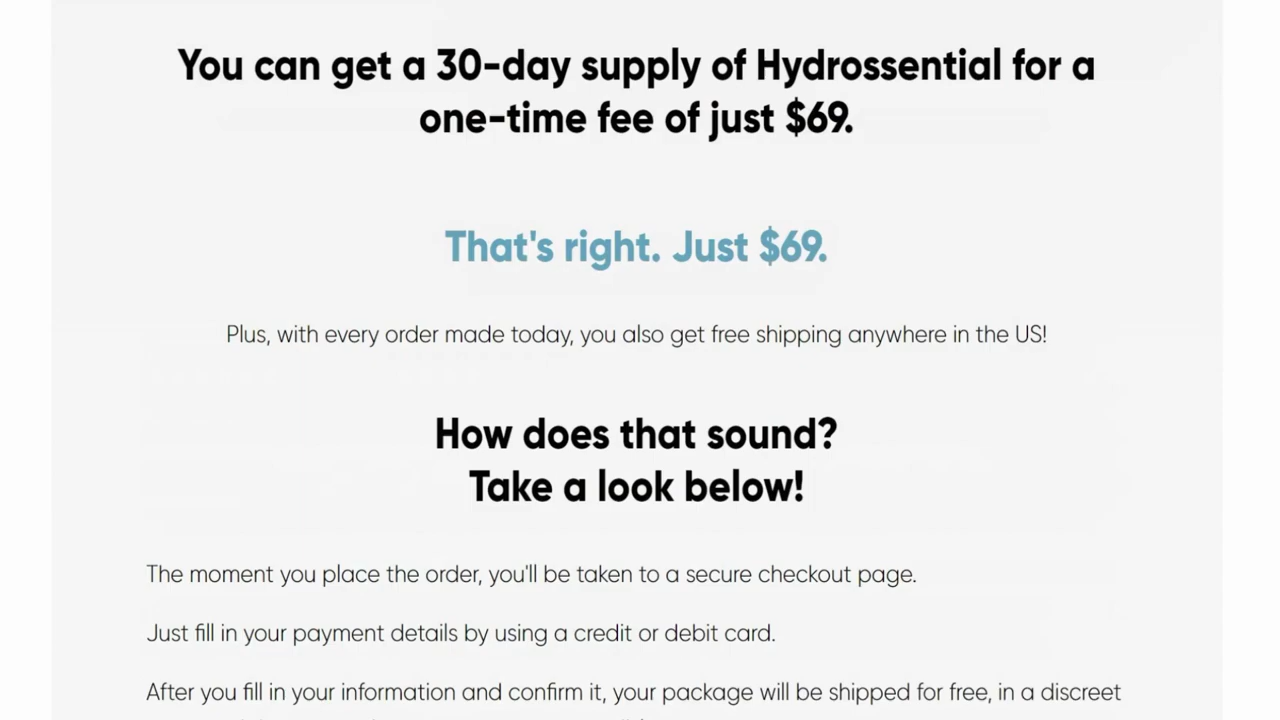 You can get a 30-day supply of Hydrossential for a
one-time fee of just $69.
That's right. Just $69.
Plus, with every order made today, you also get free shipping anywhere in the US!
How does that sound?
Take a look below!
The moment you place the order, you'll be taken to a secure checkout page.
Just fill in your payment details by using a credit or debit card.
After you fill in your information and confirm it, your package will be shipped for free, in a discreet